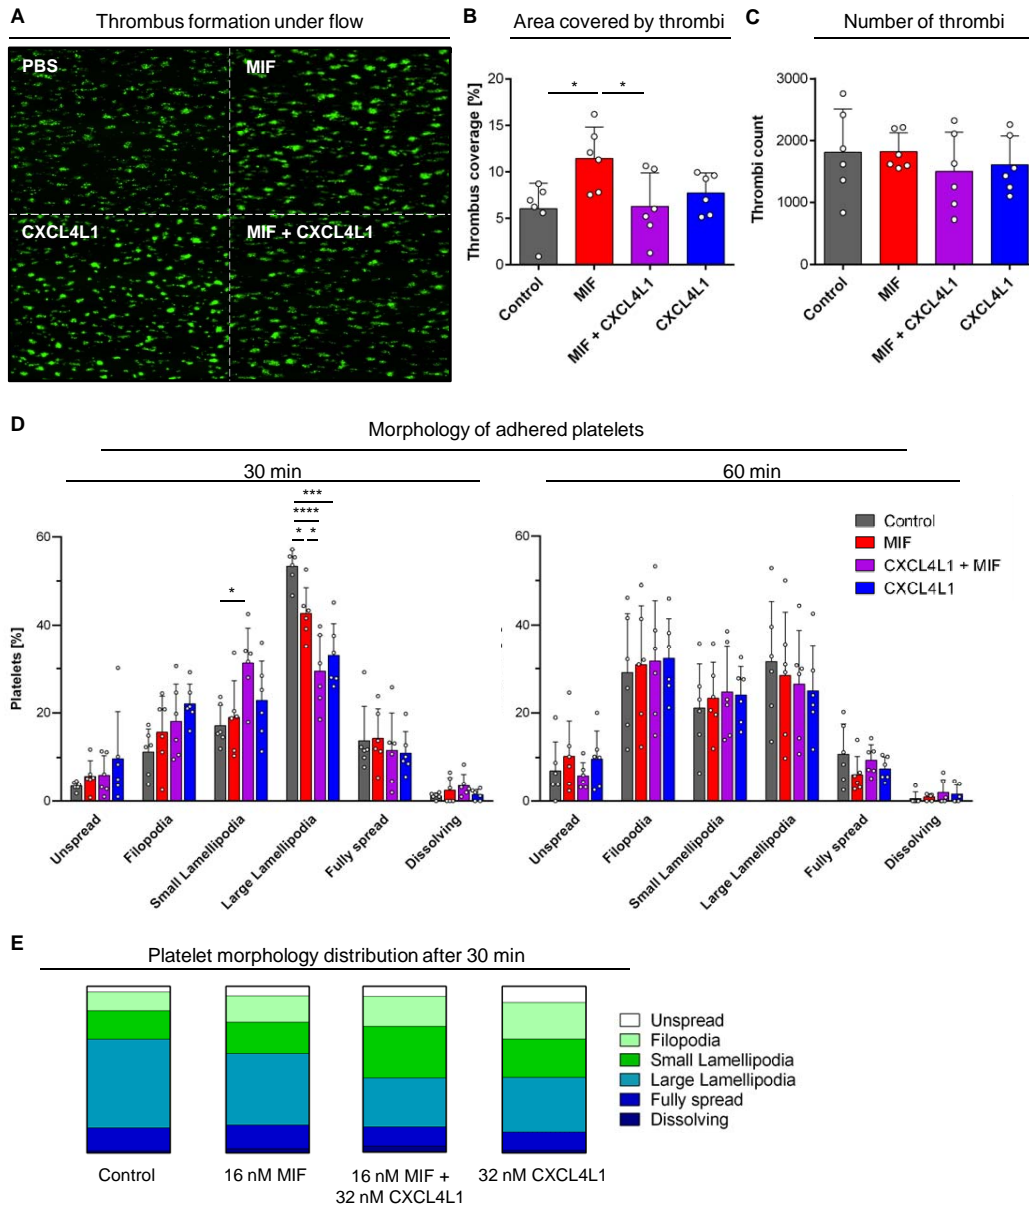 A
Thrombus formation under flow
PBS
MIF
CXCL4L1
MIF + CXCL4L1
B
Area covered by thrombi
Thrombus coverage [%]
20
15
10
5
0
*
*
Control
MIF
MIF + CXCL4L1
CXCL4L1
C
Number of thrombi
Thrombi count
3000
2000
1000
0
Control
MIF
MIF + CXCL4L1
CXCL4L1
D
Morphology of adhered platelets
30 min
Platelets [%]
60
40
20
0
*
***
****
*
*
Unspread
Filopodia
Small Lamellipodia
Large Lamellipodia
Fully spread
Dissolving
60 min
60
40
20
0
Control
MIF
CXCL4L1 + MIF
CXCL4L1
Unspread
Filopodia
Small Lamellipodia
Large Lamellipodia
Fully spread
Dissolving
E
Platelet morphology distribution after 30 min
Control
16 nM MIF
16 nM MIF +
32 nM CXCL4L1
32 nM CXCL4L1
Unspread
Filopodia
Small Lamellipodia
Large Lamellipodia
Fully spread
Dissolving